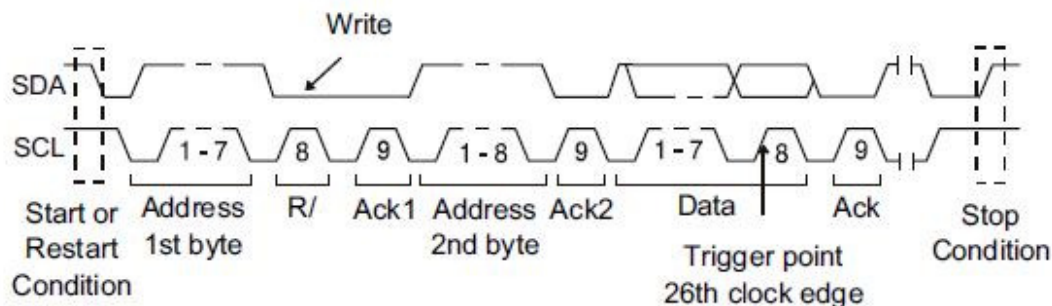 Write
SDA
SCL
1 - 7
8
9
1 - 8
9
1 - 7
8
9
Start or
Restart
Condition
Address
1st byte
R/
Ack1
Address
2nd byte
Ack2
Data
Ack
Stop
Condition
Trigger point
26th clock edge